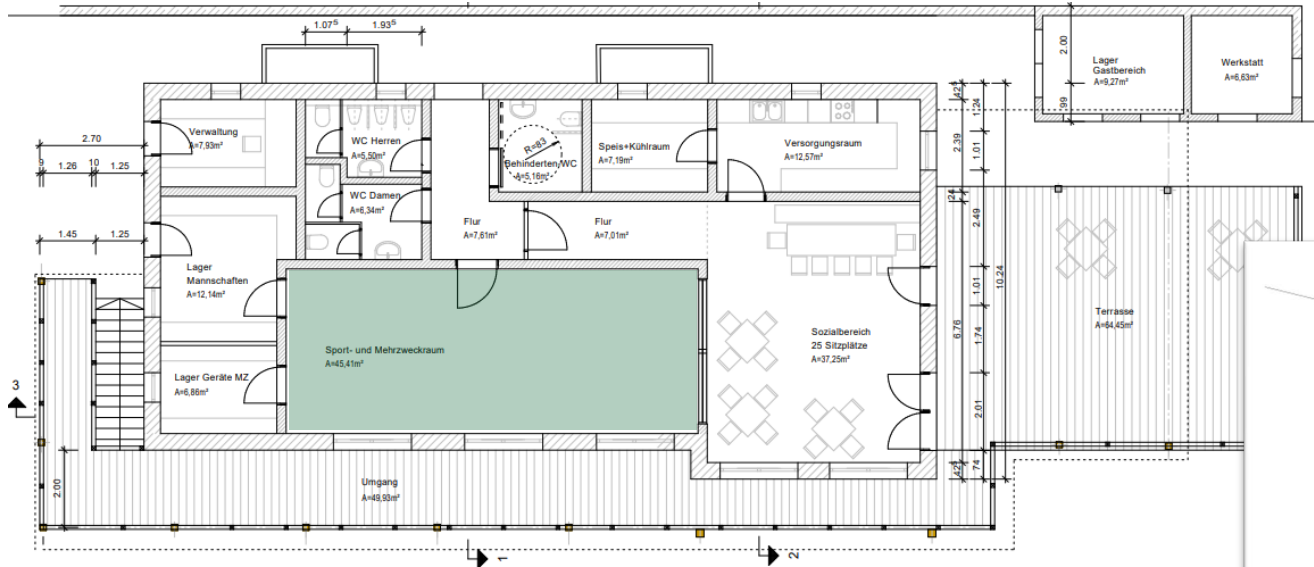 1.07⁵
1.93⁵
2.00
99
Lager
Gastbereich
A=9,27m²
Werkstatt
A=6,63m²
2.70
9
1.26
10
1.25
1.45
1.25
Verwaltung
A=7,93m²
WC Herren
A=5,50m²
WC Damen
A=6,34m²
R=83
Behinderten WC
A=5,16m²
Speis+Kühlraum
A=7,19m²
Versorgungsraum
A=12,57m²
42⁵
1.24
2.39
1.01
24
2.49
1.01
10.24
6.76
1.74
2.01
42⁵
74
Flur
A=7,61m²
Flur
A=7,01m²
Lager
Mannschaften
A=12,14m²
Sport- und Mehrzweckraum
A=45,41m²
Lager Geräte MZ
A=6,86m²
Sozialbereich
25 Sitzplätze
A=37,25m²
Terrasse
A=64,45m²
3
2.00
Umgang
A=49,93m²
1
2